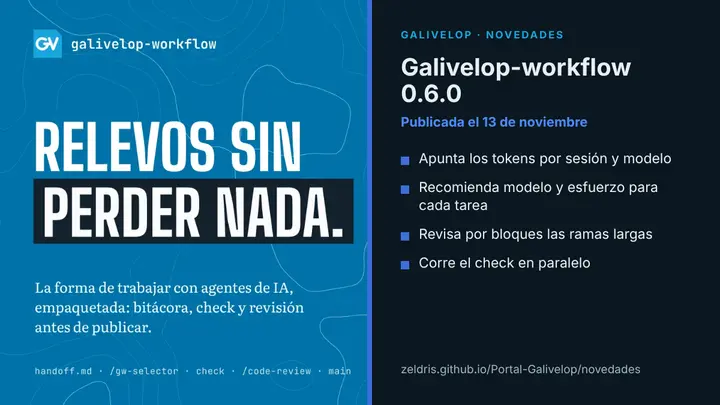 GV galivelop-workflow
RELEVOS SIN
PERDER NADA.
La forma de trabajar con agentes de IA,
empaquetada: bitácora, check y revisión
antes de publicar.
handoff.md · /gw-selector · check · /code-review · main
GALIVELOP · NOVEDADES
Galivelop-workflow
0.6.0
Publicada el 13 de noviembre
Apunta los tokens por sesión y modelo
Recomienda modelo y esfuerzo para
cada tarea
Revisa por bloques las ramas largas
Corre el check en paralelo
zeldris.github.io/Portal-Galivelop/novedades